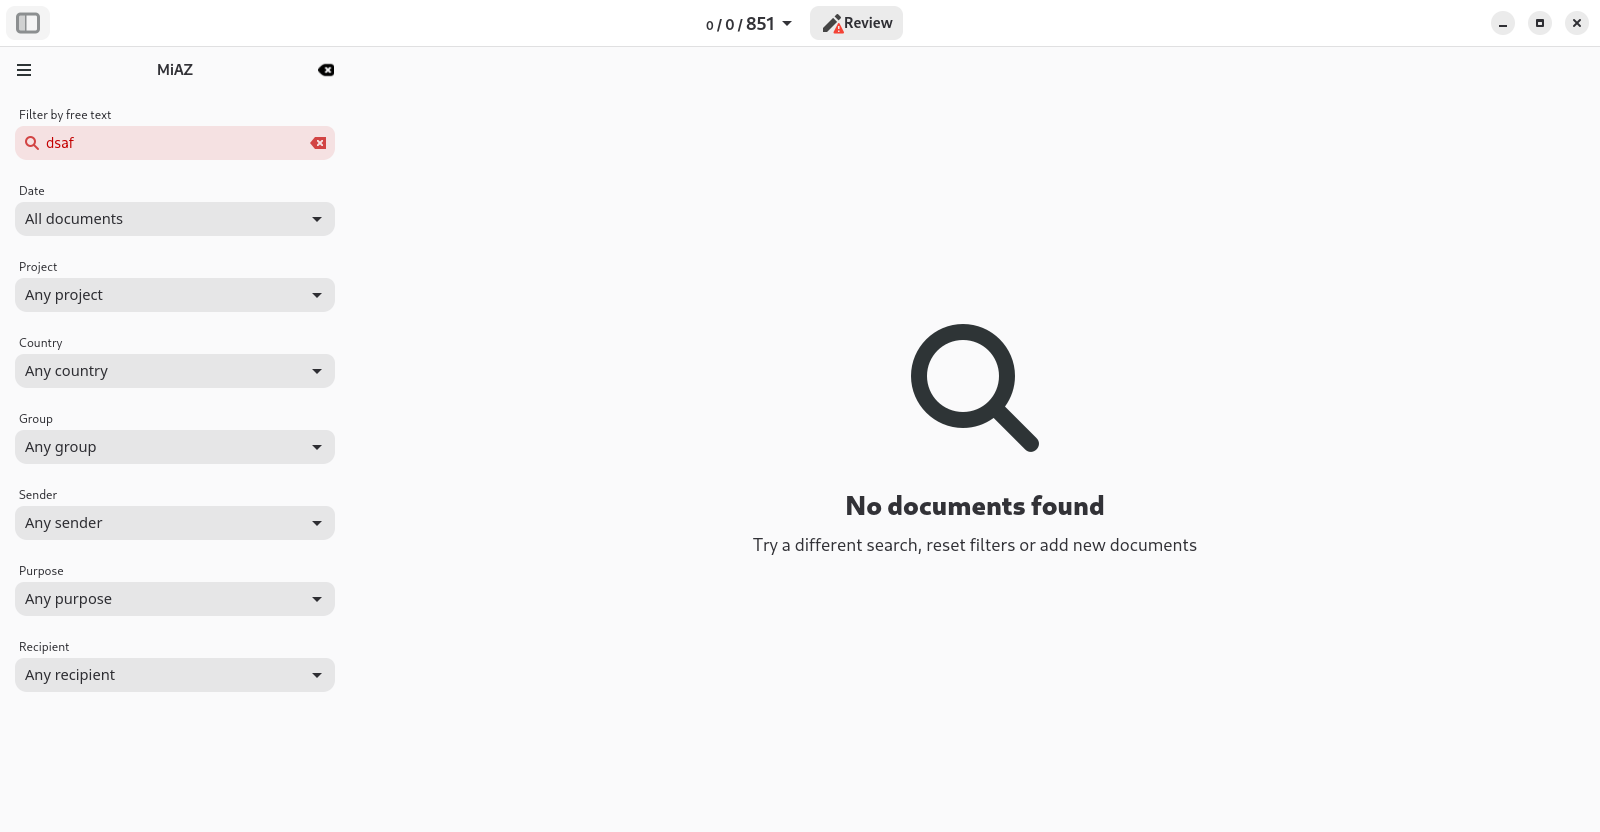 0 / 0 / 851
Review
MiAZ
Filter by free text
dsaf
Date
All documents
Project
Any project
Country
Any country
Group
Any group
Sender
Any sender
Purpose
Any purpose
Recipient
Any recipient
No documents found
Try a different search, reset filters or add new documents